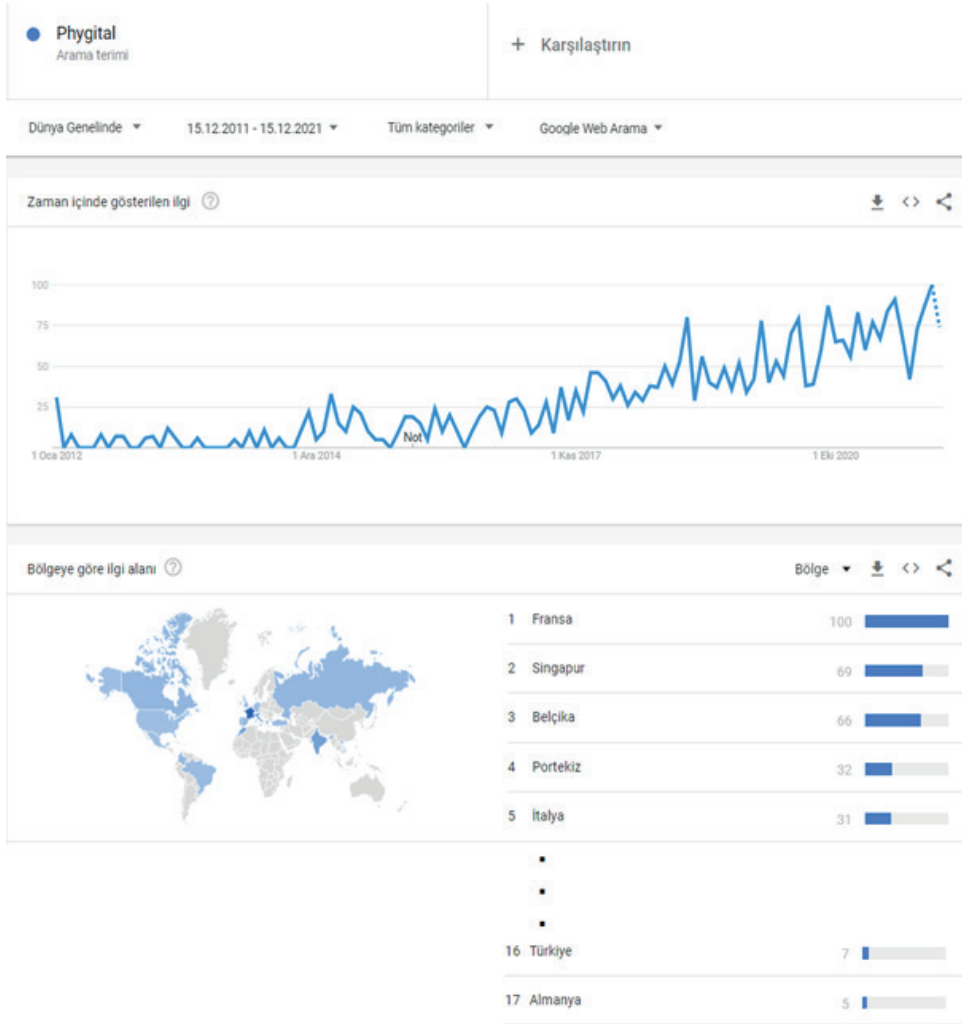 Phygital
Arama terimi
+ Karşılaştırın
Dünya Genelinde
15.12.2011 - 15.12.2021
Tüm kategoriler
Google Web Arama
Zaman içinde gösterilen ilgi
100
75
50
25
Not
1 Oca 2012
1 Ara 2014
1 Kas 2017
1 Eki 2020
Bölgeye göre ilgi alanı
Bölge
1 Fransa 100
2 Singapur 69
3 Belçika 66
4 Portekiz 32
5 İtalya 31
16 Türkiye 7
17 Almanya 5